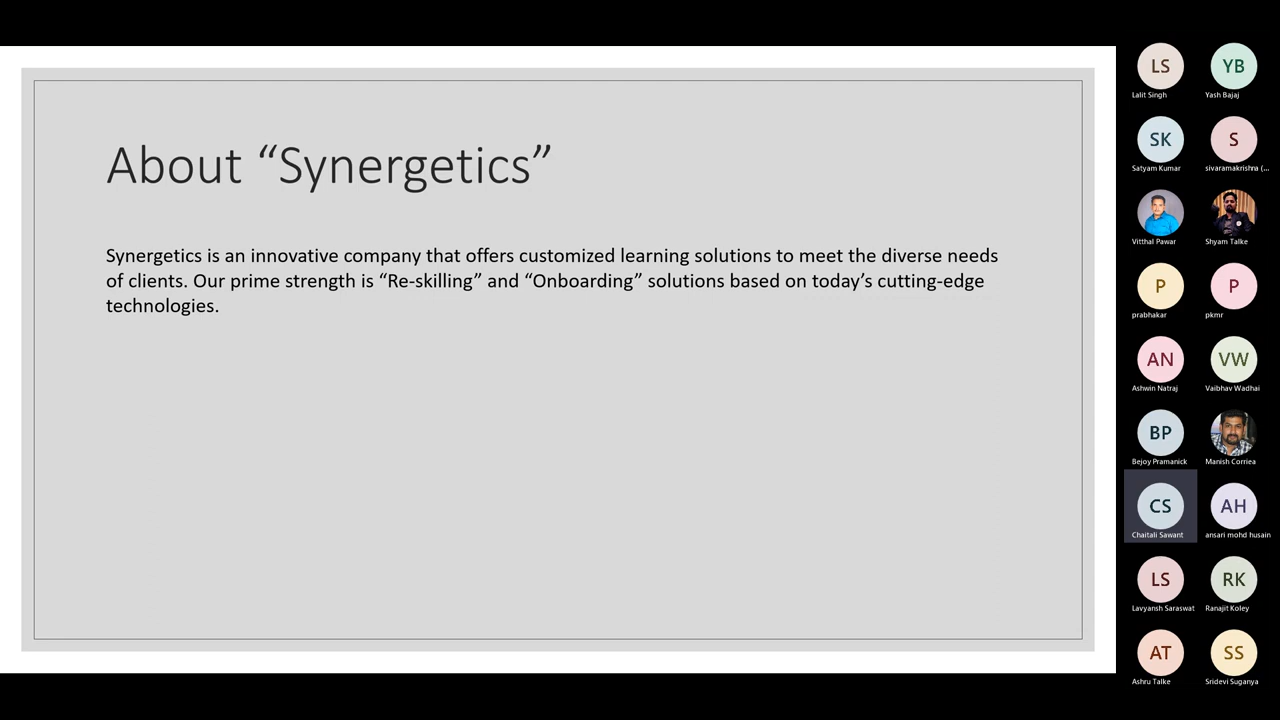 About “Synergetics”
Synergetics is an innovative company that offers customized learning solutions to meet the diverse needs
of clients. Our prime strength is “Re-skilling” and “Onboarding” solutions based on today’s cutting-edge
technologies.
LS
YB
Lalit Singh
Yash Bajaj
SK
S
Satyam Kumar
sivaramakrishna (...
Vitthal Pawar
Shyam Talke
P
P
prabhakar
pkmr
AN
VW
Ashwin Natraj
Vaibhav Wadhai
BP
Bejoy Pramanick
Manish Corriea
CS
AH
Chaitali Sawant
ansari mohd husain
LS
RK
Lavyansh Saraswat
Ranajit Koley
AT
SS
Ashru Talke
Sridevi Suganya